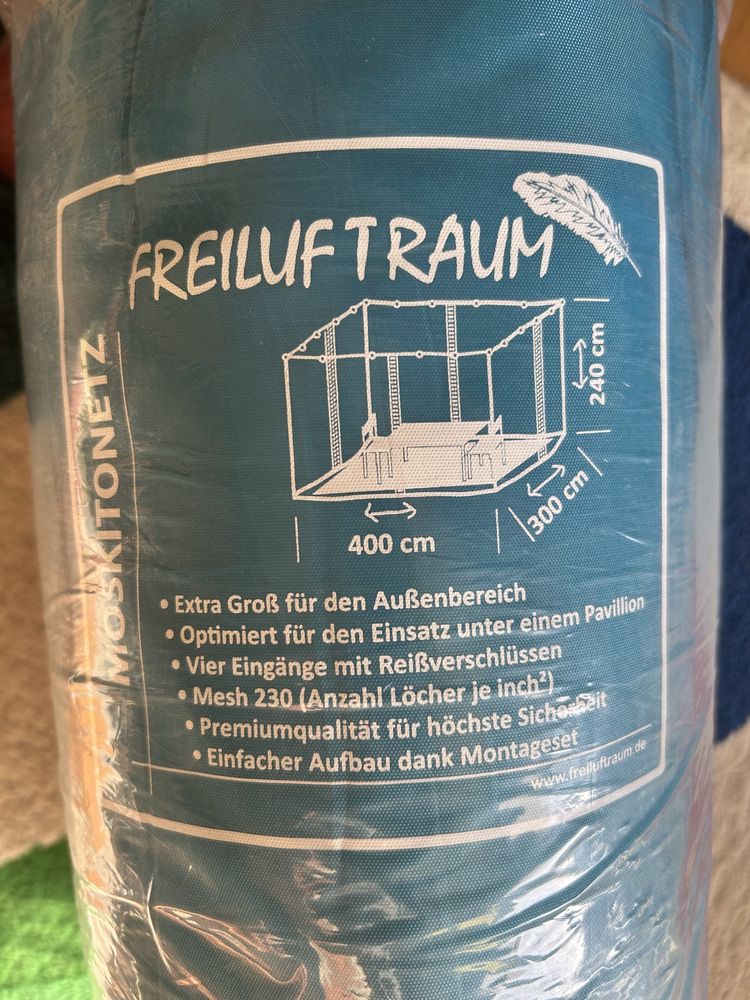 FREILUFTRAUM
MOSKITONETZ
240 cm
300 cm
400 cm
• Extra Groß für den Außenbereich
• Optimiert für den Einsatz unter einem Pavillion
• Vier Eingänge mit Reißverschlüssen
• Mesh 230 (Anzahl Löcher je inch²)
• Premiumqualität für höchste Sicherheit
• Einfacher Aufbau dank Montageset
www.freiluftraum.de